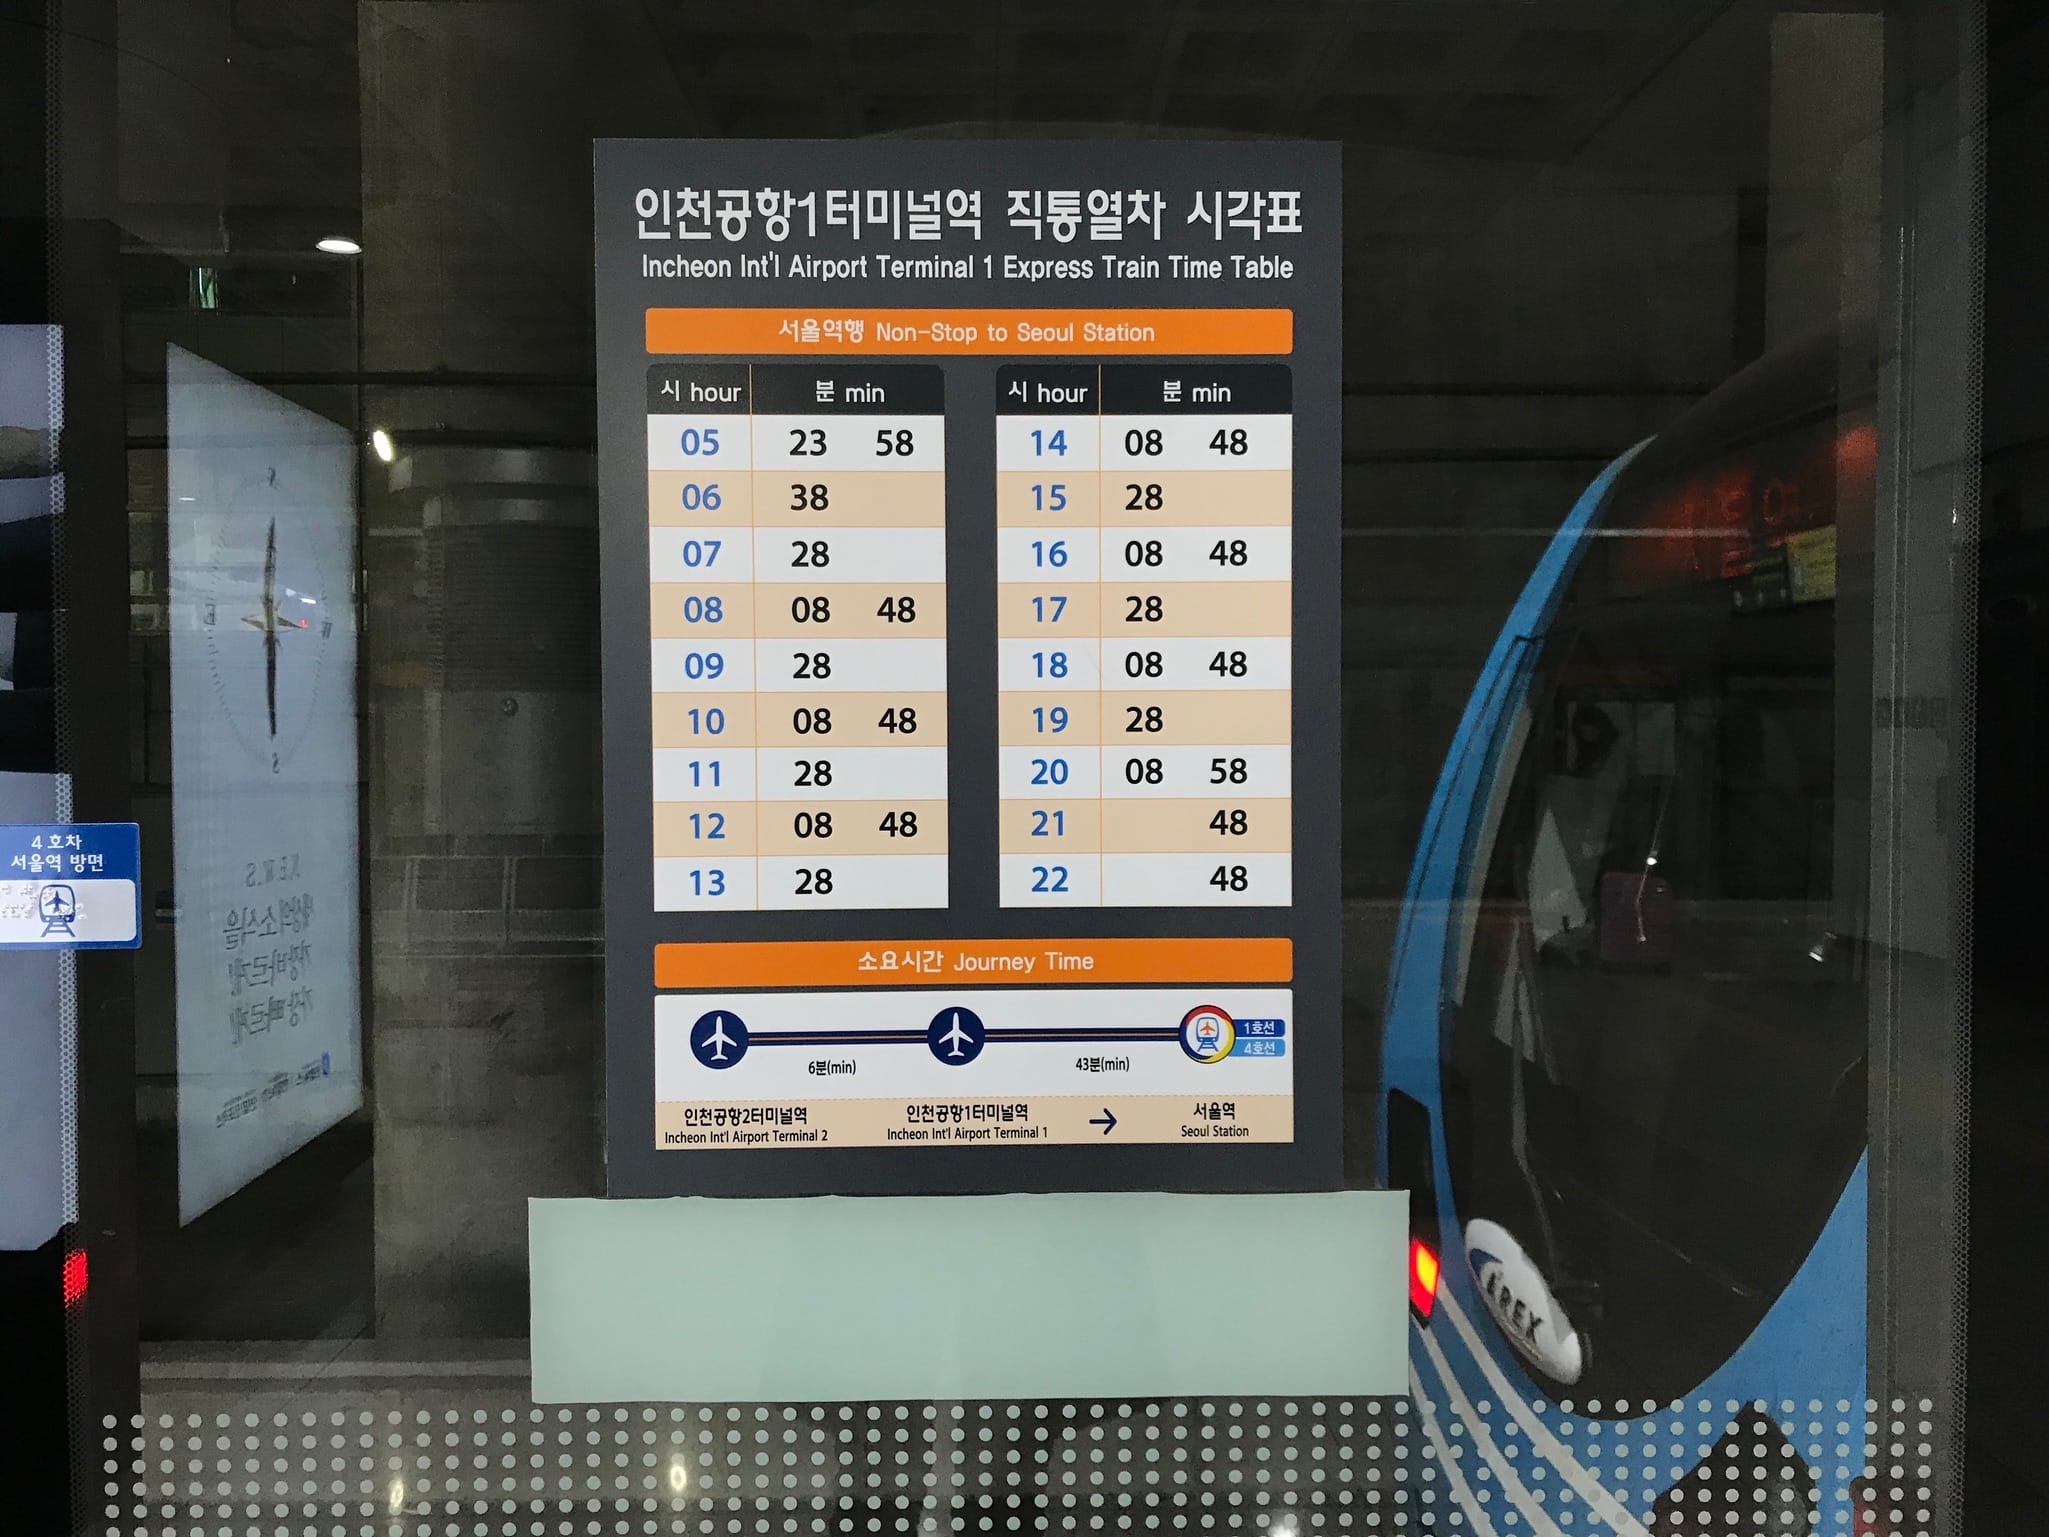 인천공항1터미널역 직통열차 시각표
Incheon Int'l Airport Terminal 1 Express Train Time Table
서울역행 Non-Stop to Seoul Station
시 hour 분 min 시 hour 분 min
05 23 58 14 08 48
06 38 15 28
07 28 16 08 48
08 08 48 17 28
09 28 18 08 48
10 08 48 19 28
11 28 20 08 58
12 08 48 21 48
13 28 22 48
소요시간 Journey Time
1호선
4호선
6분(min) 43분(min)
인천공항2터미널역 인천공항1터미널역 → 서울역
Incheon Int'l Airport Terminal 2 Incheon Int'l Airport Terminal 1 Seoul Station
4호차
서울역 방면
N
W
S
N.E.W.S
AREX